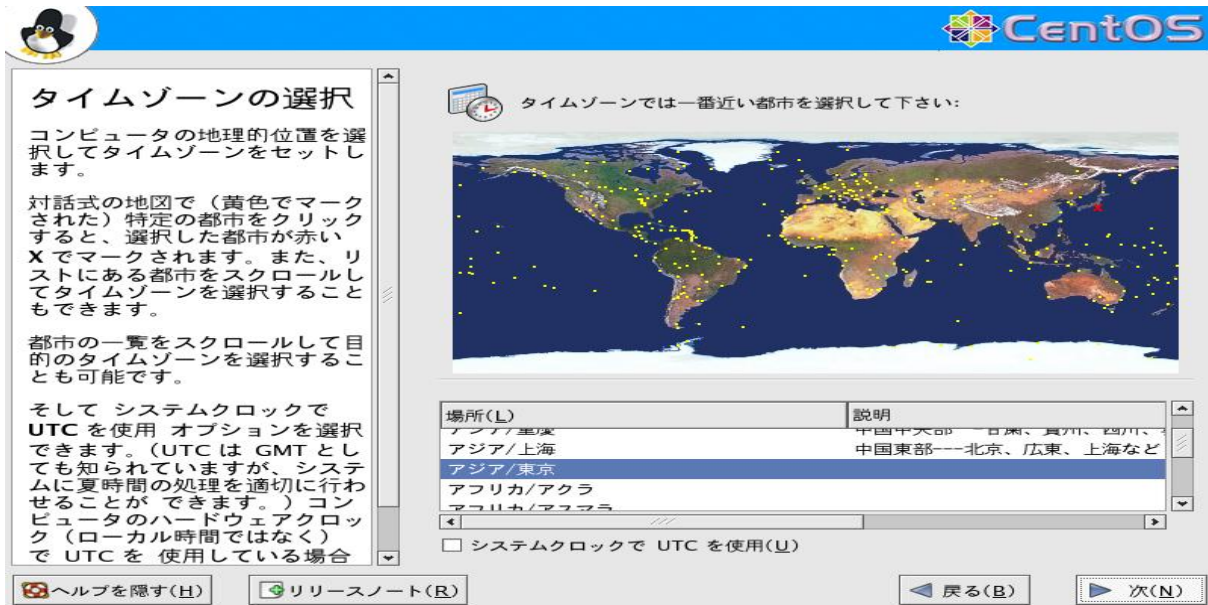 CentOS
タイムゾーンの選択
コンピュータの地理的位置を選
択してタイムゾーンをセットし
ます。
対話式の地図で（黄色でマーク
された）特定の都市をクリック
すると、選択した都市が赤い
X でマークされます。また、リ
ストにある都市をスクロールし
てタイムゾーンを選択すること
もできます。
都市の一覧をスクロールして目
的のタイムゾーンを選択するこ
とも可能です。
そして システムクロックで
UTC を使用 オプションを選択
できます。(UTC は GMT とし
ても知られていますが、システ
ムに夏時間の処理を適切に行わ
せることが できます。) コン
ピュータのハードウェアクロッ
ク（ローカル時間ではなく）
で UTC を 使用している場合
タイムゾーンでは一番近い都市を選択して下さい:
場所(L) 説明
アジア/重慶 中国中央部
アジア/上海 中国東部---北京、広東、上海など
アジア/東京
アフリカ/アクラ
アフリカ/アスマラ
システムクロックで UTC を使用(U)
ヘルプを隠す(H) リリースノート(R) 戻る(B) 次(N)